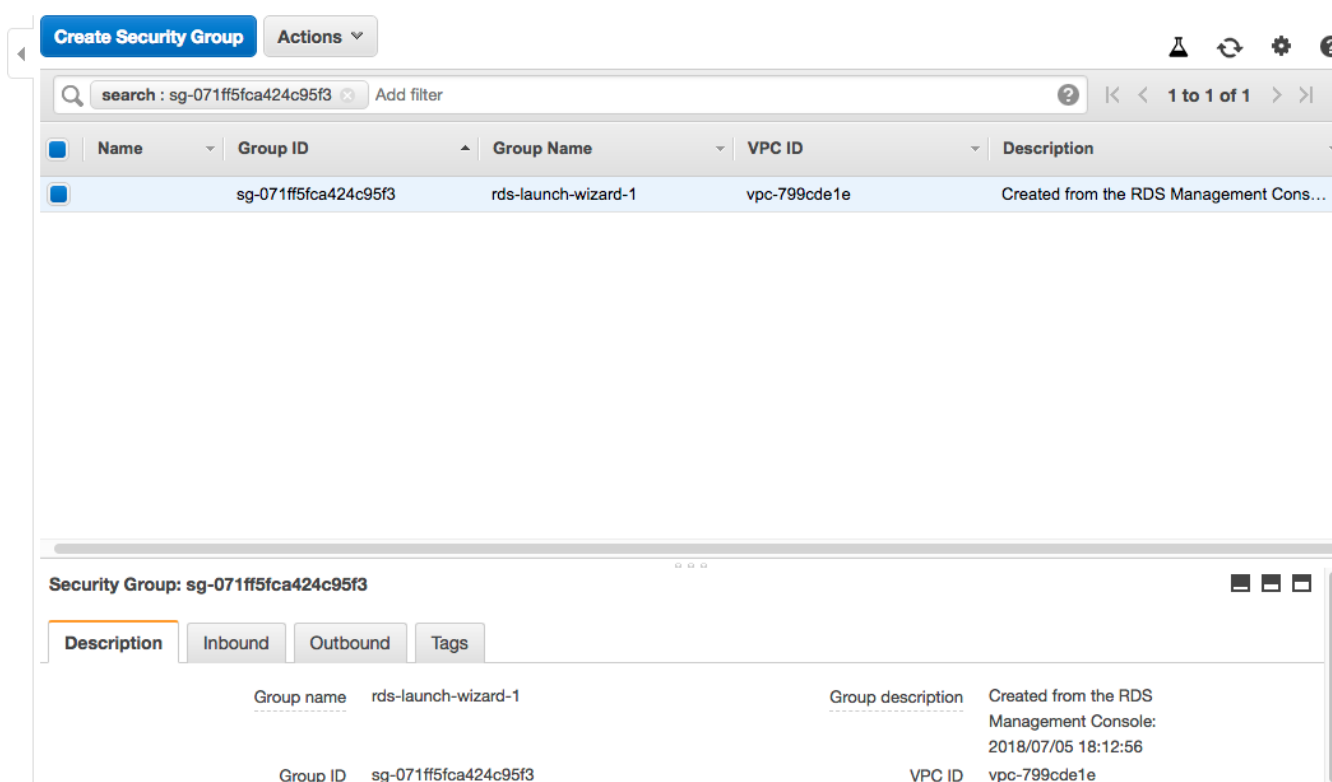 Create Security Group Actions
search : sg-071ff5fca424c95f3 Add filter 1 to 1 of 1
Name Group ID Group Name VPC ID Description
sg-071ff5fca424c95f3 rds-launch-wizard-1 vpc-799cde1e Created from the RDS Management Cons...
Security Group: sg-071ff5fca424c95f3
Description Inbound Outbound Tags
Group name rds-launch-wizard-1 Group description Created from the RDS
Management Console:
2018/07/05 18:12:56
Group ID sg-071ff5fca424c95f3 VPC ID vpc-799cde1e